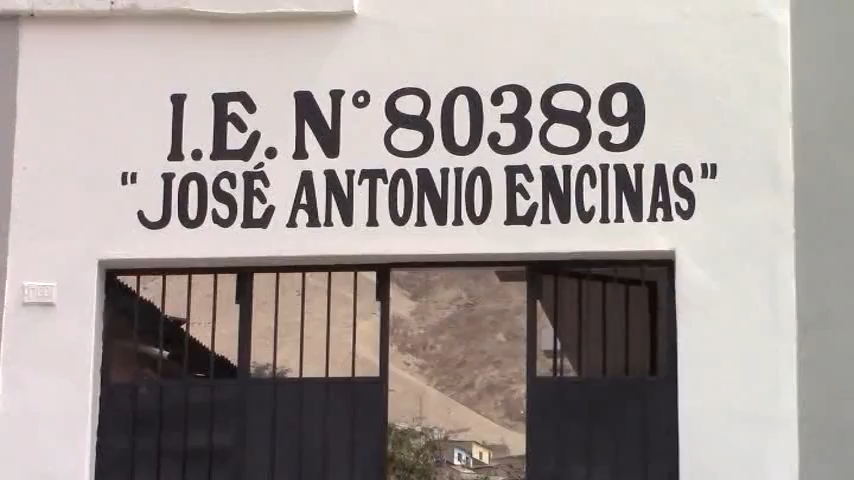 I.E. N° 80389
"JOSÉ ANTONIO ENCINAS"